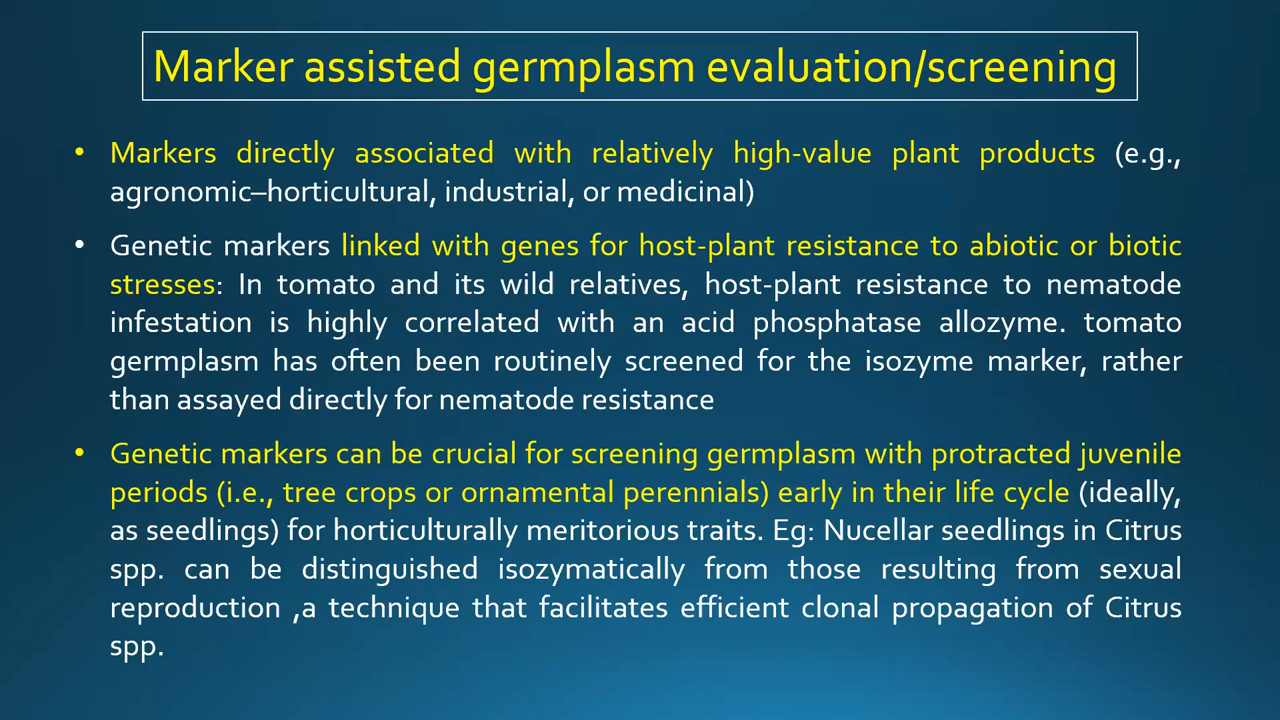 Marker assisted germplasm evaluation/screening
• Markers directly associated with relatively high-value plant products (e.g.,
agronomic–horticultural, industrial, or medicinal)
• Genetic markers linked with genes for host-plant resistance to abiotic or biotic
stresses: In tomato and its wild relatives, host-plant resistance to nematode
infestation is highly correlated with an acid phosphatase allozyme. tomato
germplasm has often been routinely screened for the isozyme marker, rather
than assayed directly for nematode resistance
• Genetic markers can be crucial for screening germplasm with protracted juvenile
periods (i.e., tree crops or ornamental perennials) early in their life cycle (ideally,
as seedlings) for horticulturally meritorious traits. Eg: Nucellar seedlings in Citrus
spp. can be distinguished isozymatically from those resulting from sexual
reproduction ,a technique that facilitates efficient clonal propagation of Citrus
spp.